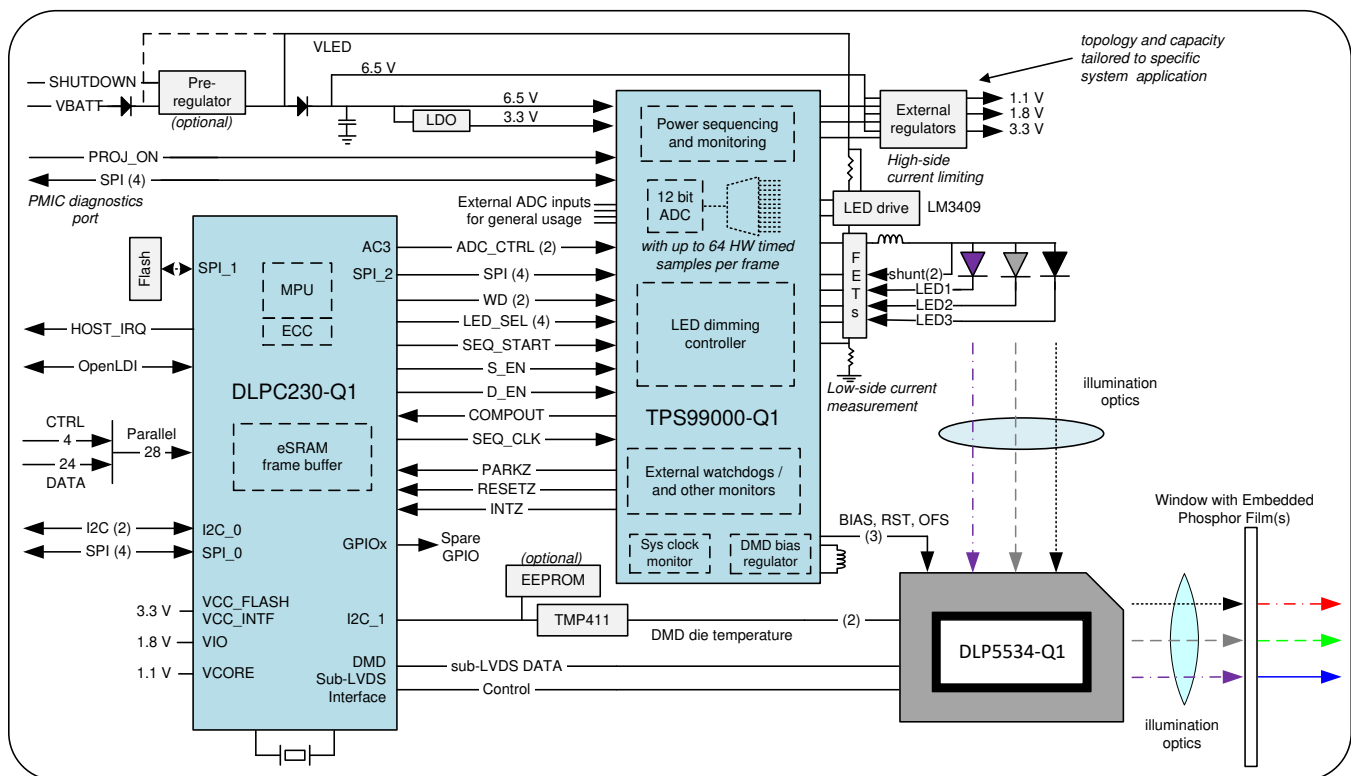 VLED
topology and capacity
tailored to specific
system application
SHUTDOWN
VBATT
Pre-
regulator
(optional)
6.5 V
6.5 V
3.3 V
LDO
Power sequencing
and monitoring
External
regulators
1.1 V
1.8 V
3.3 V
High-side
current limiting
PROJ_ON
SPI (4)
PMIC diagnostics
port
External ADC inputs
for general usage
12 bit
ADC
with up to 64 HW timed
samples per frame
LED drive
LM3409
F
E
T
s
shunt(2)
LED1
LED2
LED3
Flash
SPI_1
AC3
SPI_2
MPU
ECC
ADC_CTRL (2)
SPI (4)
WD (2)
LED_SEL (4)
SEQ_START
S_EN
D_EN
COMPOUT
SEQ_CLK
PARKZ
RESETZ
INTZ
LED dimming
controller
HOST_IRQ
OpenLDI
DLPC230-Q1
TPS99000-Q1
Low-side current
measurement
illumination
optics
CTRL
4
24
DATA
Parallel
28
eSRAM
frame buffer
External watchdogs /
and other monitors
I2C (2)
SPI (4)
I2C_0
SPI_0
GPIOx
Spare
GPIO
Sys clock
monitor
DMD bias
regulator
BIAS, RST, OFS
(3)
Window with Embedded
Phosphor Film(s)
(optional)
EEPROM
TMP411
I2C_1
DMD die temperature
(2)
3.3 V
VCC_FLASH
VCC_INTF
1.8 V
VIO
1.1 V
VCORE
DMD
Sub-LVDS
Interface
sub-LVDS DATA
Control
DLP5534-Q1
illumination
optics